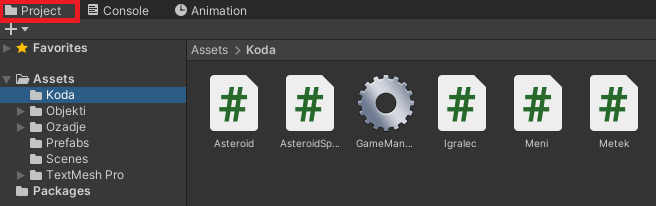 Project Console Animation
Favorites
Assets > Koda
Assets
Koda
Objekti
Ozadje
Prefabs
Scenes
TextMesh Pro
Packages
Asteroid AsteroidSp... GameMan... Igralec Meni Metek